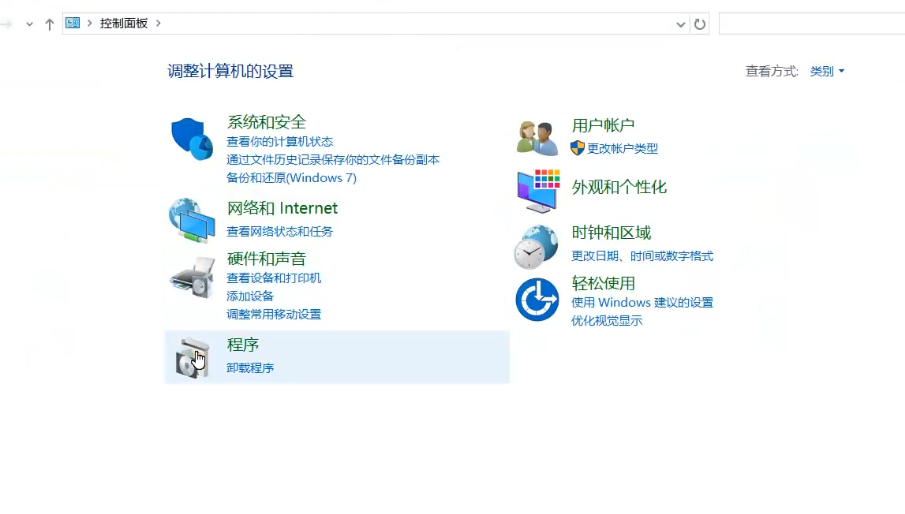 控制面板
调整计算机的设置
查看方式: 类别
系统和安全
查看你的计算机状态
通过文件历史记录保存你的文件备份副本
备份和还原(Windows 7)
网络和 Internet
查看网络状态和任务
硬件和声音
查看设备和打印机
添加设备
调整常用移动设置
程序
卸载程序
用户帐户
更改帐户类型
外观和个性化
时钟和区域
更改日期、时间或数字格式
轻松使用
使用 Windows 建议的设置
优化视觉显示